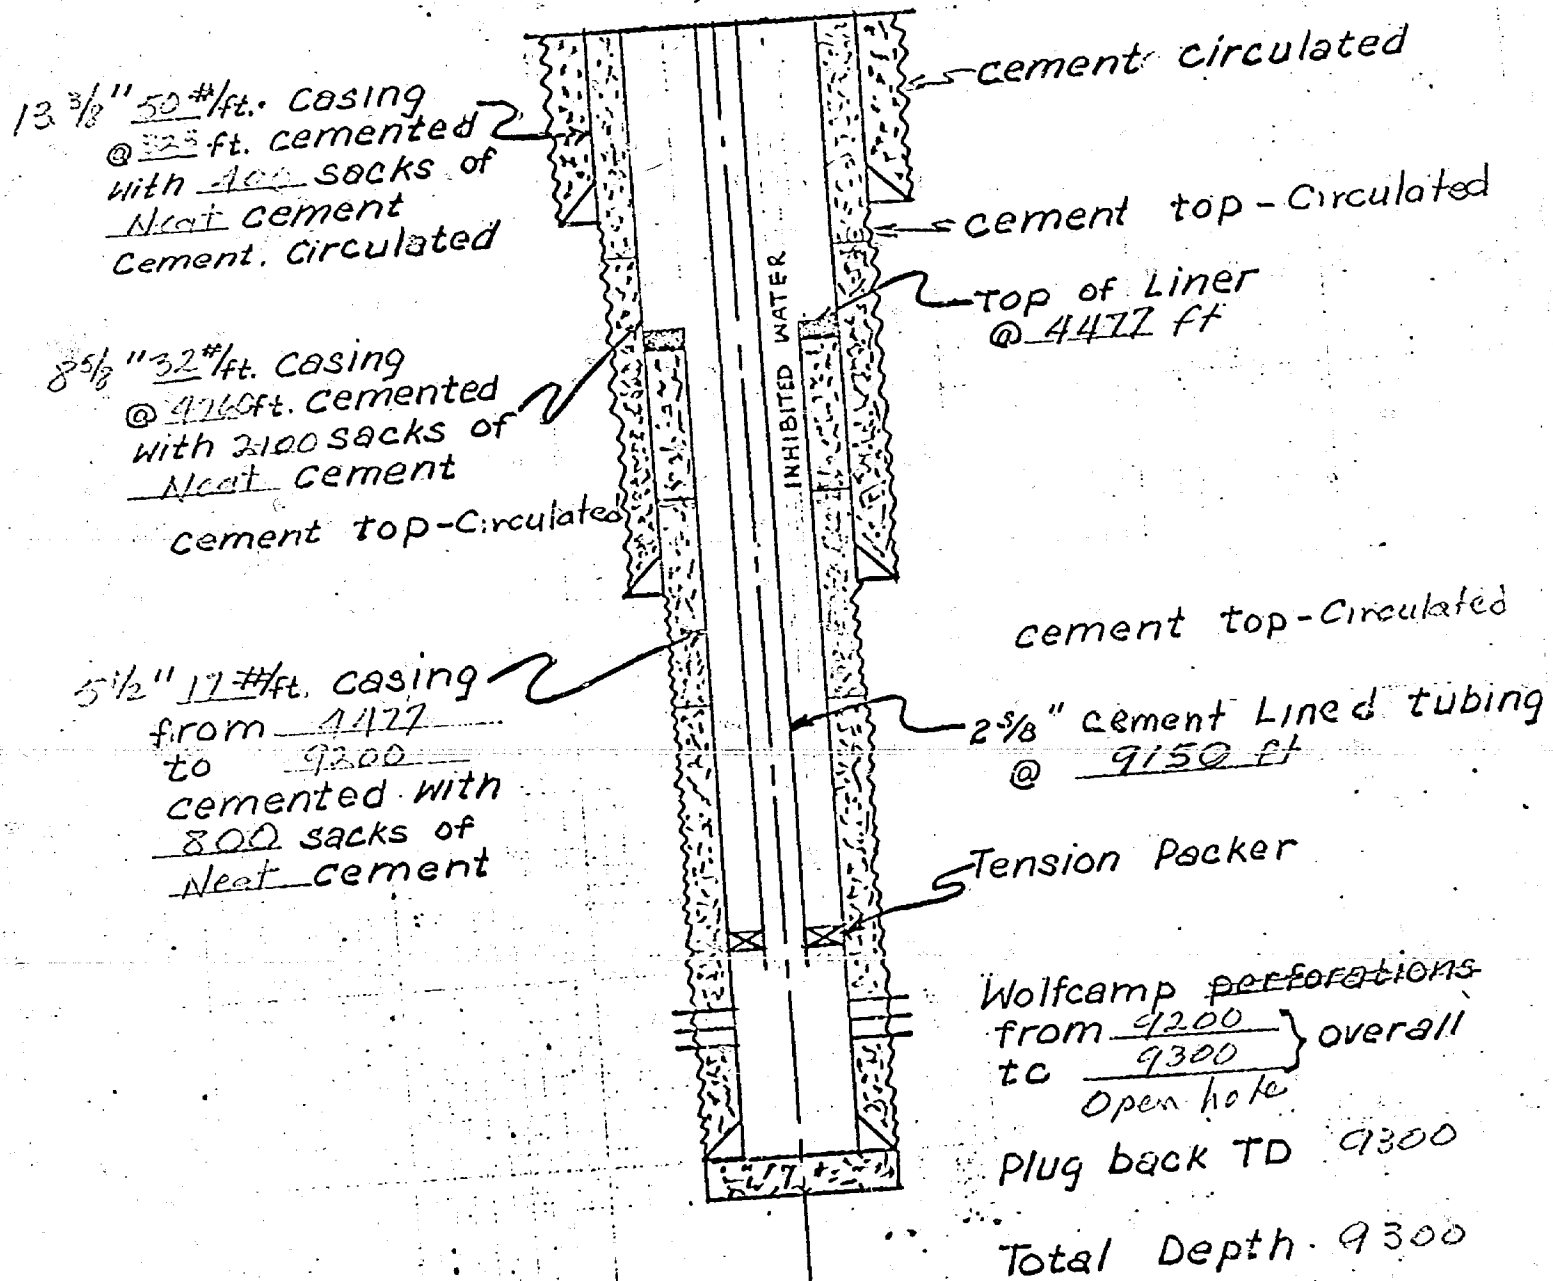 13 3/8" 50 #/ft. casing
@ ft. cemented
with 400 sacks of
Neat cement
Cement. Circulated
8 5/8" 32 #/ft. casing
@ ft. cemented
with 2100 sacks of
Neat cement
cement top-Circulated
5 1/2" 17 #/ft. casing
from 4477
to 9200
cemented with
800 sacks of
Neat cement
INHIBITED WATER
cement circulated
cement top-Circulated
Top of Liner
@ 4477 ft
cement top-Circulated
2 3/8" cement Lined tubing
@ 9150 ft
Tension Packer
Wolfcamp perforations
from 9200
to 9300 } overall
Open hole
Plug back TD 9300
Total Depth. 9300